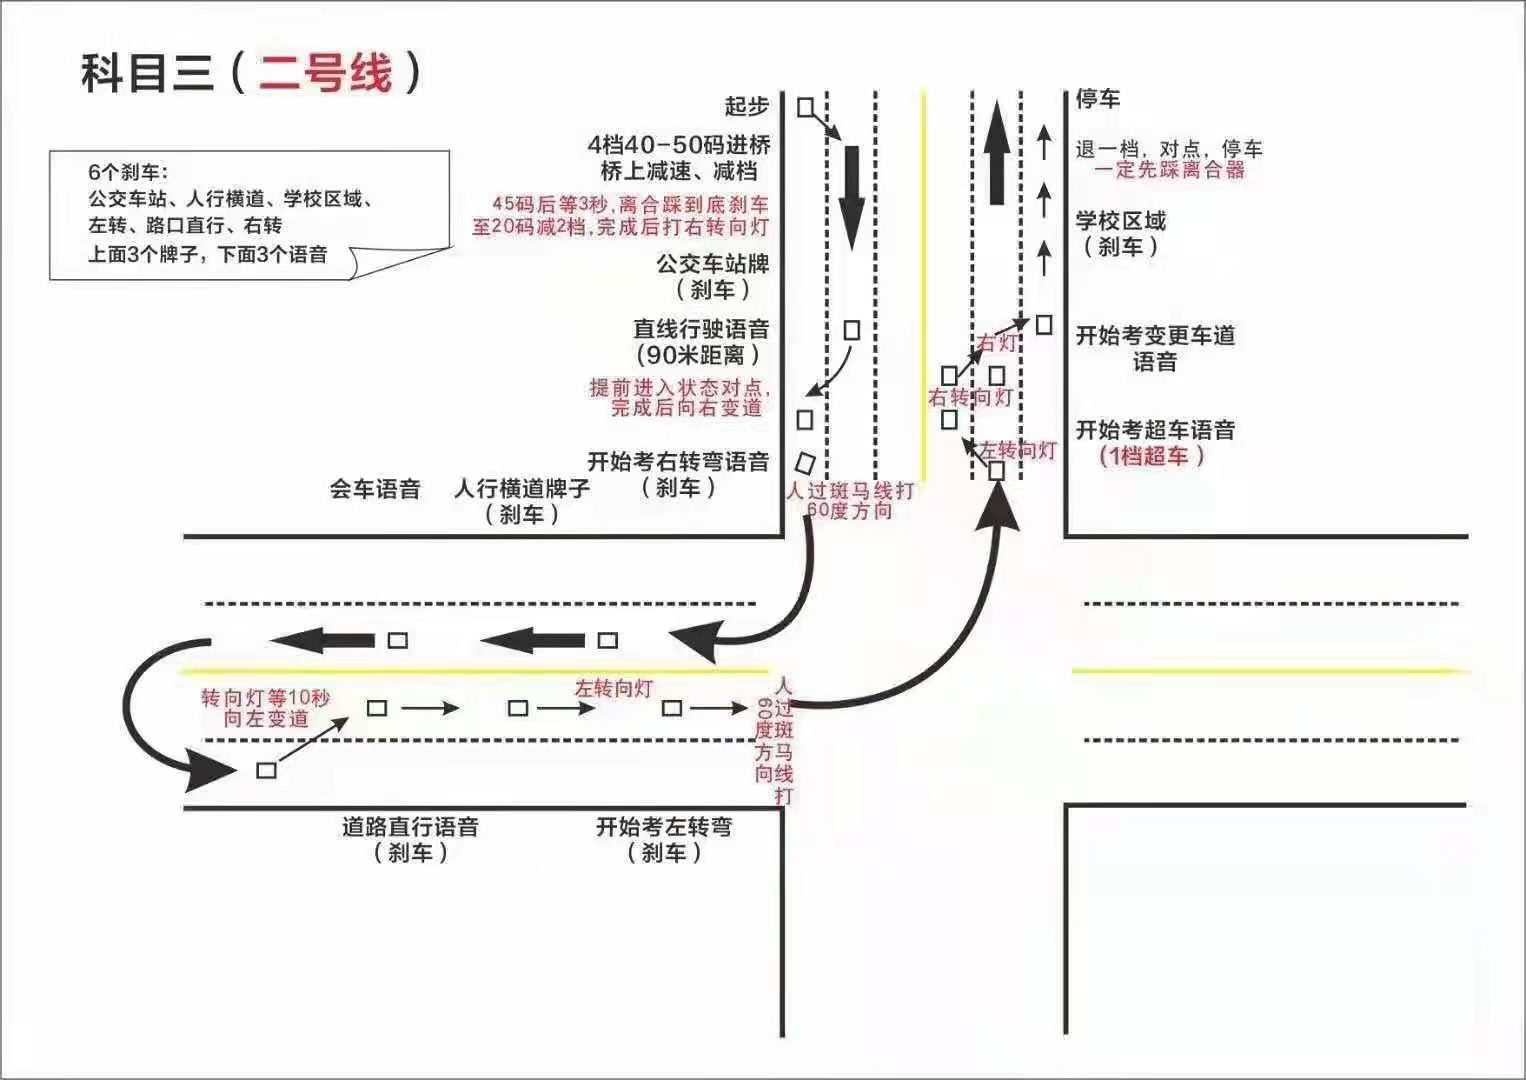 科目三（二号线）
6个刹车：
公交车站、人行横道、学校区域、
左转、路口直行、右转
上面3个牌子，下面3个语音
起步
4档40-50码进桥
桥上减速、减档
45码后等3秒,离合踩到底刹车
至20码减2档,完成后打右转向灯
公交车站牌
（刹车）
直线行驶语音
(90米距离）
提前进入状态对点,
完成后向右变道
开始考右转弯语音
（刹车）
人行横道牌子
（刹车）
会车语音
人过斑马线打
60度方向
停车
退一档，对点，停车
一定先踩离合器
学校区域
（刹车）
开始考变更车道
语音
右灯
右转向灯
开始考超车语音
(1档超车）
左转向灯
转向灯等10秒
向左变道
左转向灯
人过斑马线打
60度方向
道路直行语音
（刹车）
开始考左转弯
（刹车）